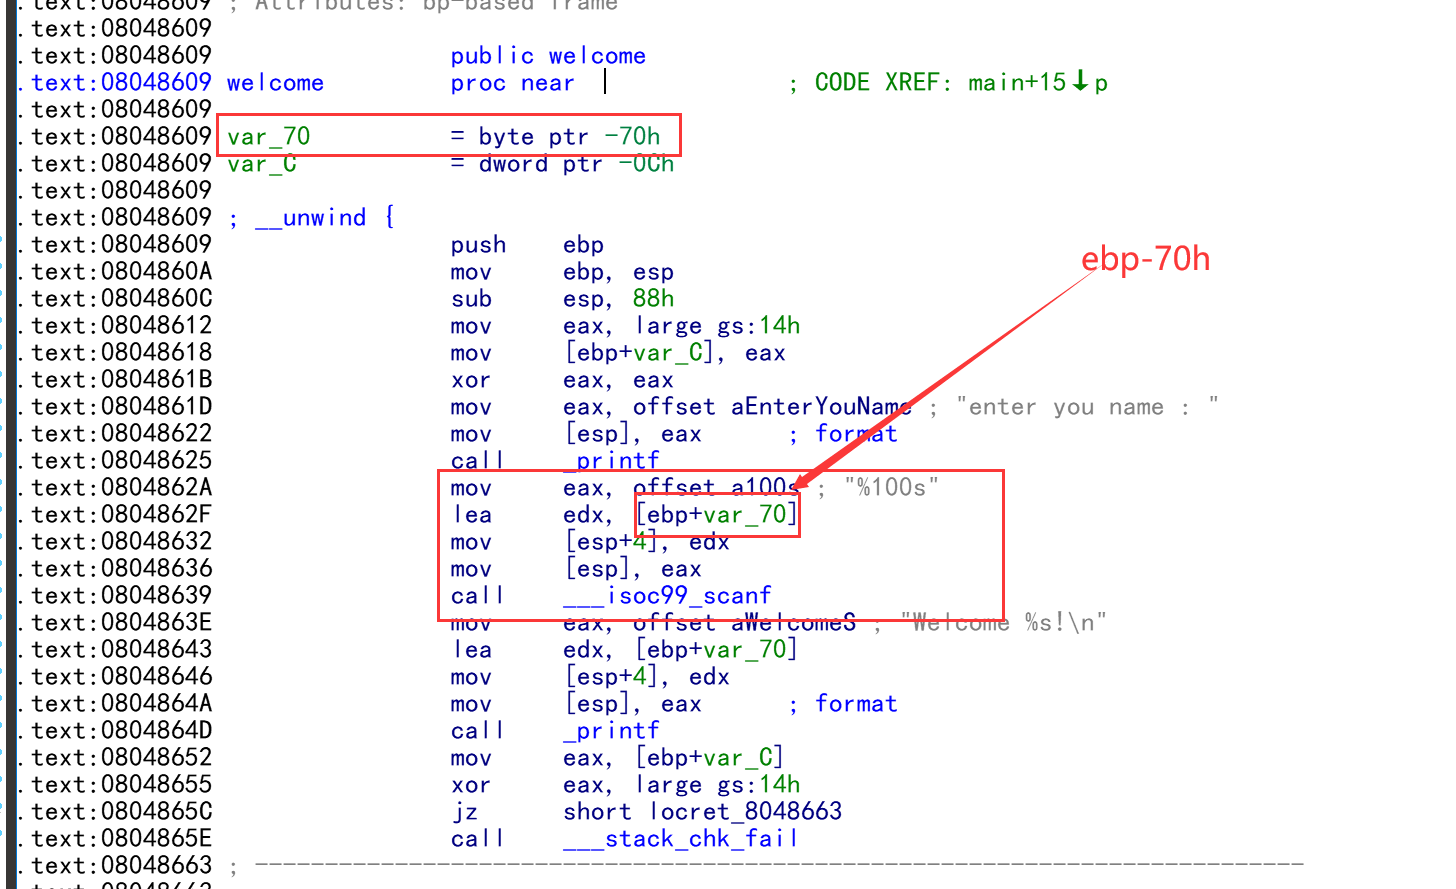 .text:08048609 ; Attributes: bp-based frame
.text:08048609
.text:08048609 public welcome
.text:08048609 welcome proc near ; CODE XREF: main+15↓p
.text:08048609
.text:08048609 var_70 = byte ptr -70h
.text:08048609 var_C = dword ptr -0Ch
.text:08048609
.text:08048609 ; __unwind {
.text:08048609 push ebp
ebp-70h
.text:0804860A mov ebp, esp
.text:0804860C sub esp, 88h
.text:08048612 mov eax, large gs:14h
.text:08048618 mov [ebp+var_C], eax
.text:0804861B xor eax, eax
.text:0804861D mov eax, offset aEnterYouName ; "enter you name : "
.text:08048622 mov [esp], eax ; format
.text:08048625 call _printf
.text:0804862A mov eax, offset a100s ; "%100s"
.text:0804862F lea edx, [ebp+var_70]
.text:08048632 mov [esp+4], edx
.text:08048636 mov [esp], eax
.text:08048639 call ___isoc99_scanf
.text:0804863E mov eax, offset aWelcomeS ; "Welcome %s!\n"
.text:08048643 lea edx, [ebp+var_70]
.text:08048646 mov [esp+4], edx
.text:0804864A mov [esp], eax ; format
.text:0804864D call _printf
.text:08048652 mov eax, [ebp+var_C]
.text:08048655 xor eax, large gs:14h
.text:0804865C jz short locret_8048663
.text:0804865E call ___stack_chk_fail
.text:08048663 ; ---------------------------------------------------------------------------